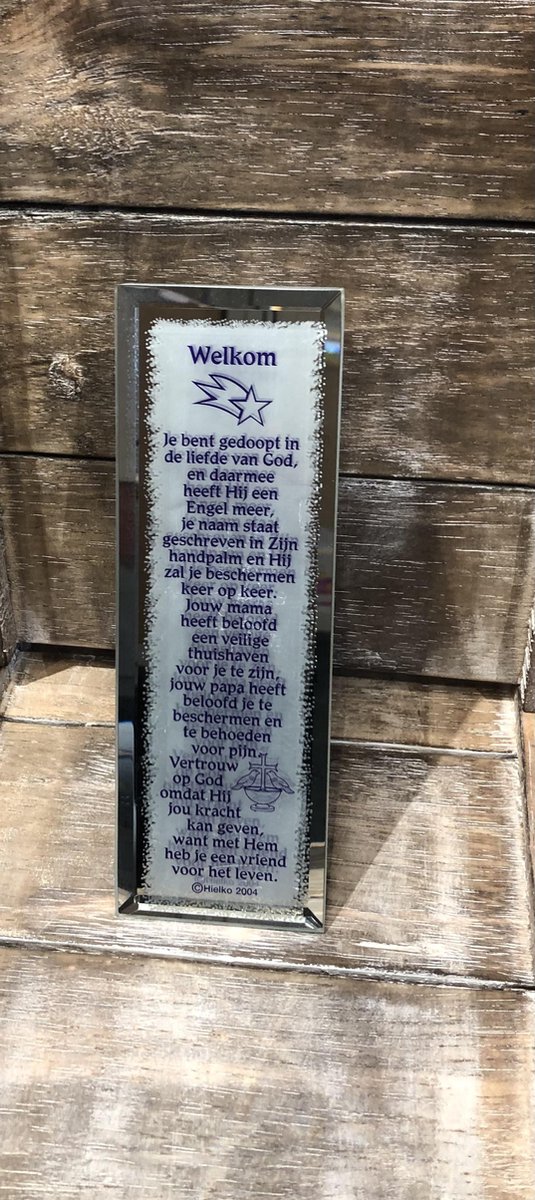 Welkom
Je bent gedoopt in
de liefde van God,
en daarmee
heeft Hij een
Engel meer,
je naam staat
geschreven in Zijn
handpalm en Hij
zal je beschermen
keer op keer.
Jouw mama
heeft beloofd
een veilige
thuishaven
voor je te zijn,
jouw papa heeft
beloofd je te
beschermen en
te behoeden
voor pijn.
Vertrouw
op God
omdat Hij
jou kracht
kan geven,
want met Hem
heb je een vriend
voor het leven.
©Hielko 2004